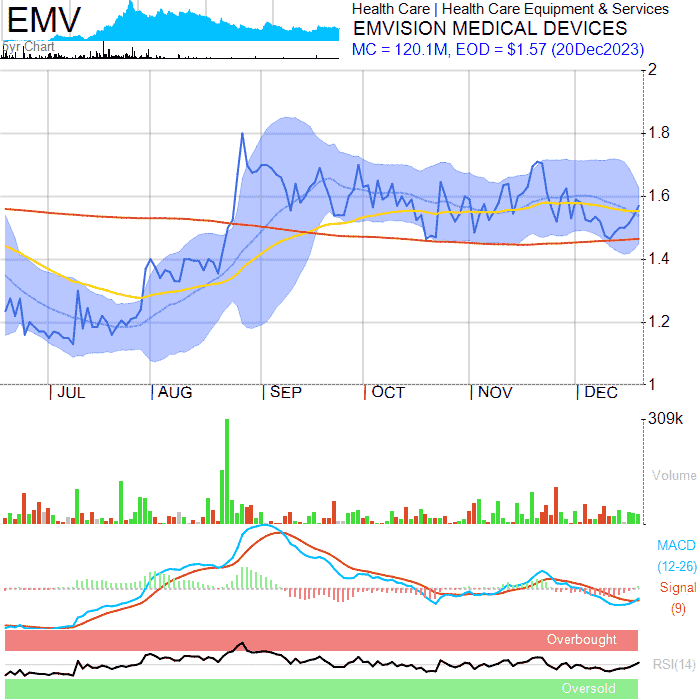 EMV
Health Care | Health Care Equipment & Services
EMVISION MEDICAL DEVICES
MC = 120.1M, EOD = $1.57 (20Dec2023)
5yr Chart
2
1.8
1.6
1.4
1.2
1
JUL
AUG
SEP
OCT
NOV
DEC
309k
Volume
MACD
(12-26)
Signal
(9)
Overbought
RSI(14)
Oversold